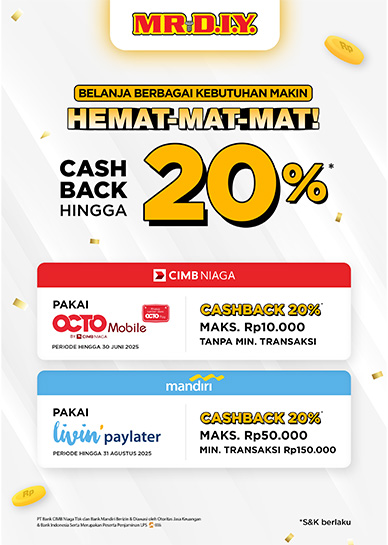 MR.D.I.Y.
Rp
BELANJA BERBAGAI KEBUTUHAN MAKIN
HEMAT-MAT-MAT!
CASH
BACK
HINGGA
20%*
CIMB NIAGA
PAKAI
OCTO Mobile
BY CIMB NIAGA
PERIODE HINGGA 30 JUNI 2025
CASHBACK 20%*
MAKS. Rp10.000
TANPA MIN. TRANSAKSI
mandiri
PAKAI
livin' paylater
PERIODE HINGGA 31 AGUSTUS 2025
CASHBACK 20%*
MAKS. Rp50.000
MIN. TRANSAKSI Rp150.000
Rp
PT Bank CIMB Niaga Tbk dan Bank Mandiri Berizin & Diawasi oleh Otoritas Jasa Keuangan
& Bank Indonesia Serta Merupakan Peserta Penjaminan LPS.
*S&K berlaku